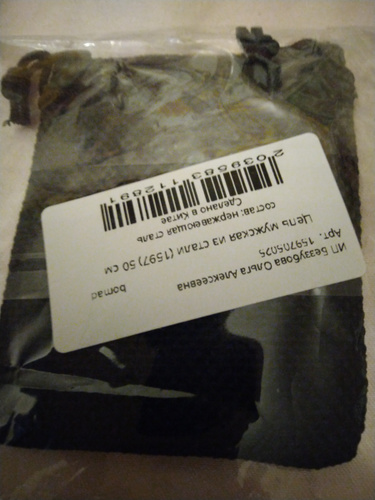 ИП Беззубова Ольга Алексеевна
Арт. 159705025
Цепь мужская из стали (1597) 50 см
bomad
состав: нержавеющая сталь
Сделано в Китае
2039583112891